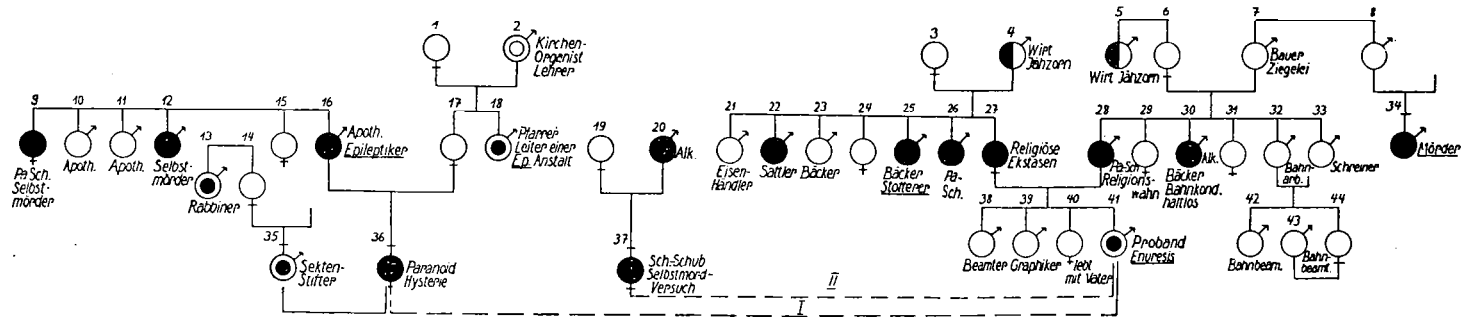 1
2
Kirchen-
Orgenist
Lehrer
3
4
Wirt
Jähzorn
5
6
Wirt Jähzorn
7
Bauer
Ziegelei
8
9
Pa Sch.
Selbst-
mörder
10
Apoth.
11
Apoth.
12
Selbst-
mörder
13
Rabbiner
14
15
16
Apoth.
Epileptiker
17
18
Pfarrer
Leiter einer
Ep. Anstalt
19
20
Alk.
21
Eisen-
Händler
22
Sattler
23
Bäcker
24
25
Bäcker
Stotterer
26
Pa-
Sch.
27
Religiöse
Ekstasen
28
Pa-Sch
Religions-
wahn
29
30
Alk.
Bäcker
Bahnkond.
haltlos
31
32
Bahn-
arb.
33
Schreiner
34
Mörder
35
Sekten-
Stifter
36
Paranoid
Hysterie
37
Sch.-Schub
Selbstmord-
Versuch
38
Beamter
39
Graphiker
40
lebt
mit Vater
41
Proband
Enuresis
42
Bahnbeam.
43
Bahn-
beamt.
44
II
I